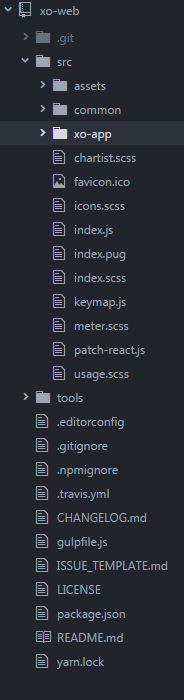 xo-web
.git
src
assets
common
xo-app
chartist.scss
favicon.ico
icons.scss
index.js
index.pug
index.scss
keymap.js
meter.scss
patch-react.js
usage.scss
tools
.editorconfig
.gitignore
.npmignore
.travis.yml
CHANGELOG.md
gulpfile.js
ISSUE_TEMPLATE.md
LICENSE
package.json
README.md
yarn.lock